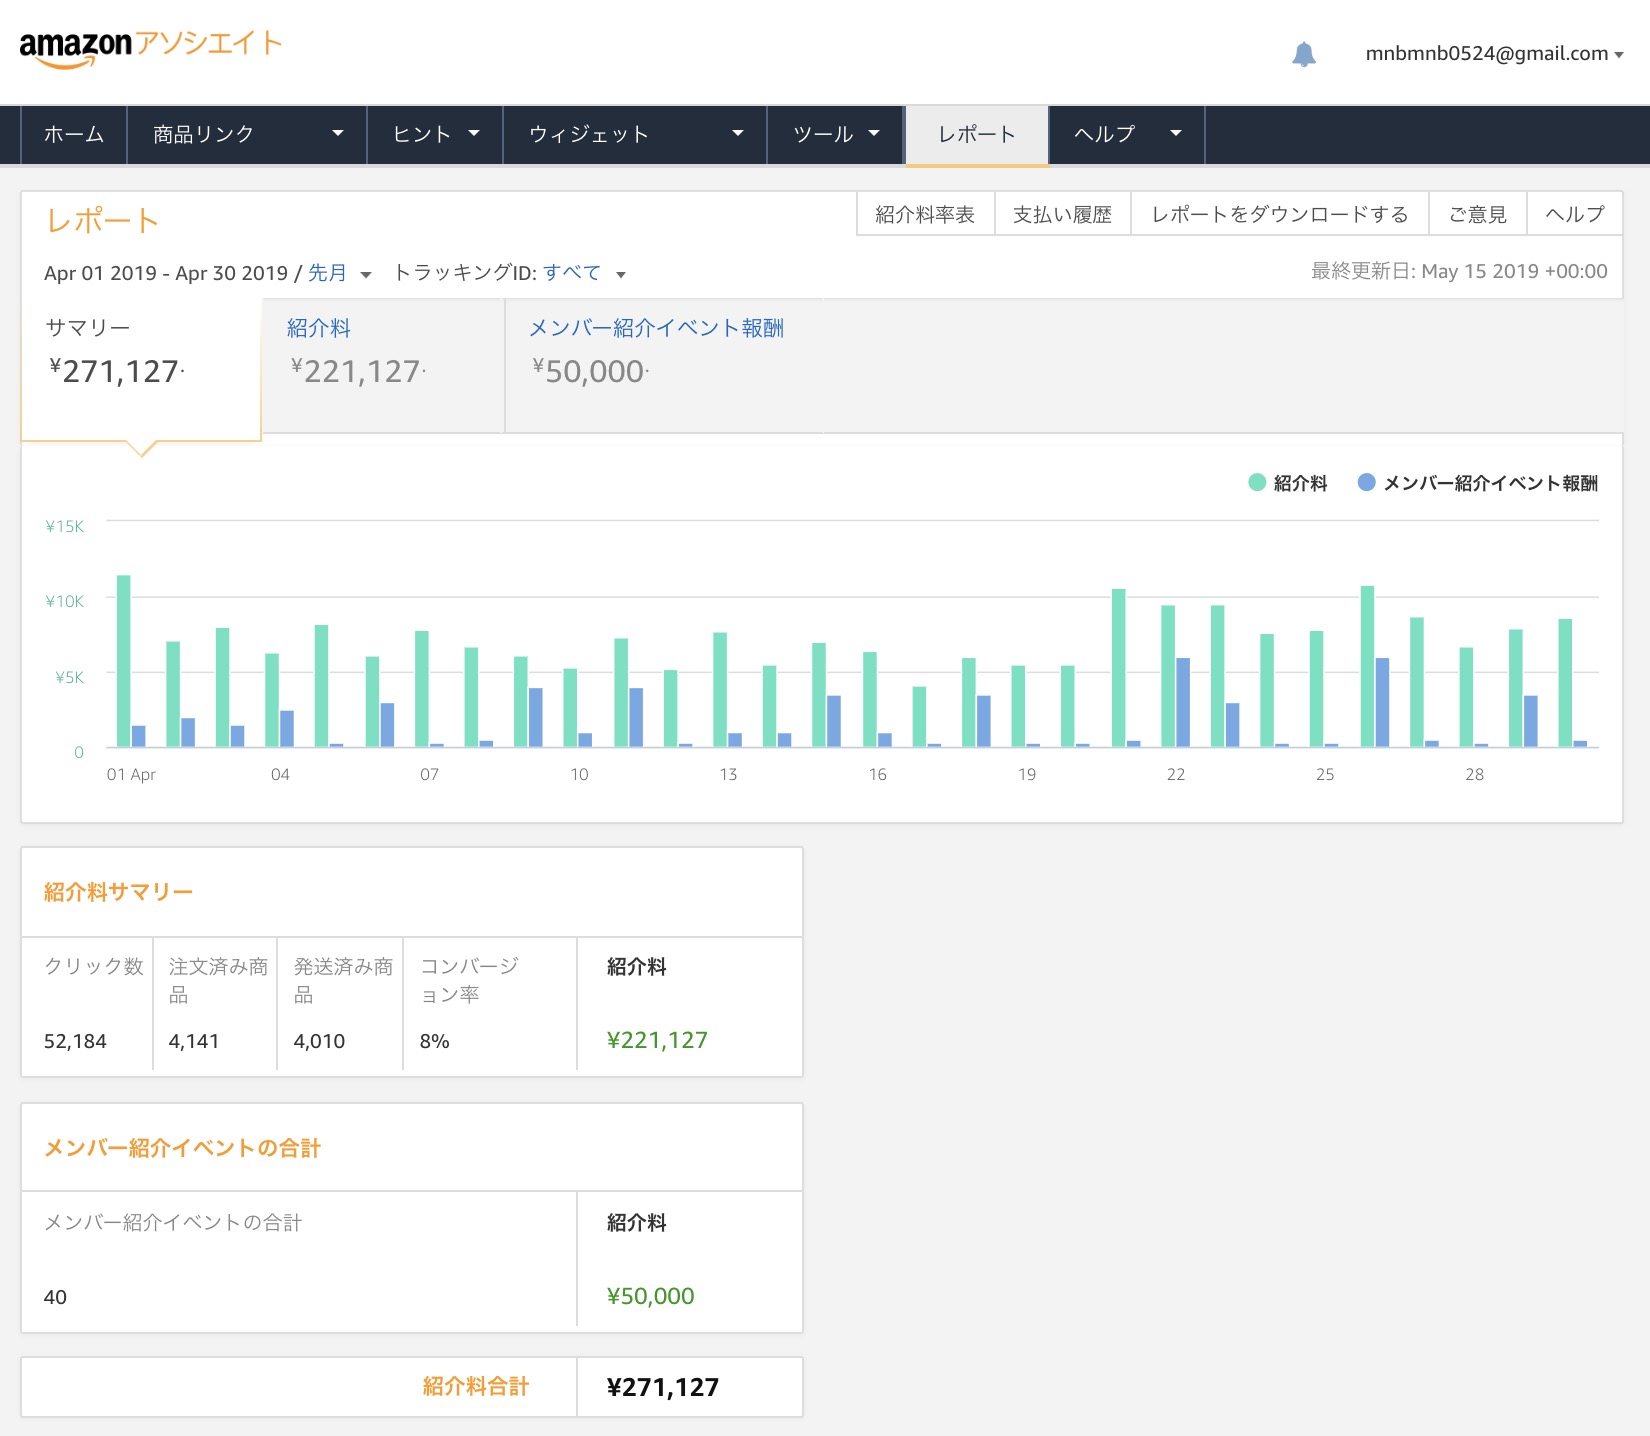 amazonアソシエイト
mnbmnb0524@gmail.com
ホーム 商品リンク ヒント ウィジェット ツール レポート ヘルプ
レポート
紹介料率表 支払い履歴 レポートをダウンロードする ご意見 ヘルプ
Apr 01 2019 - Apr 30 2019 / 先月 トラッキングID: すべて
最終更新日: May 15 2019 +00:00
サマリー 紹介料 メンバー紹介イベント報酬
¥271,127. ¥221,127. ¥50,000.
紹介料 メンバー紹介イベント報酬
¥15K
¥10K
¥5K
0
01 Apr 04 07 10 13 16 19 22 25 28
紹介料サマリー
クリック数 注文済み商 発送済み商 コンバージ 紹介料
品 品 ョン率
52,184 4,141 4,010 8% ¥221,127
メンバー紹介イベントの合計
メンバー紹介イベントの合計 紹介料
40 ¥50,000
紹介料合計 ¥271,127